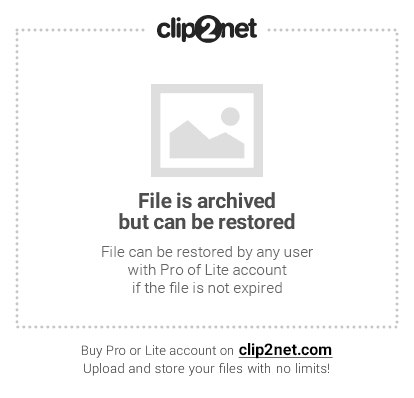 clip2net
File is archived
but can be restored
File can be restored by any user
with Pro of Lite account
if the file is not expired
Buy Pro or Lite account on clip2net.com
Upload and store your files with no limits!